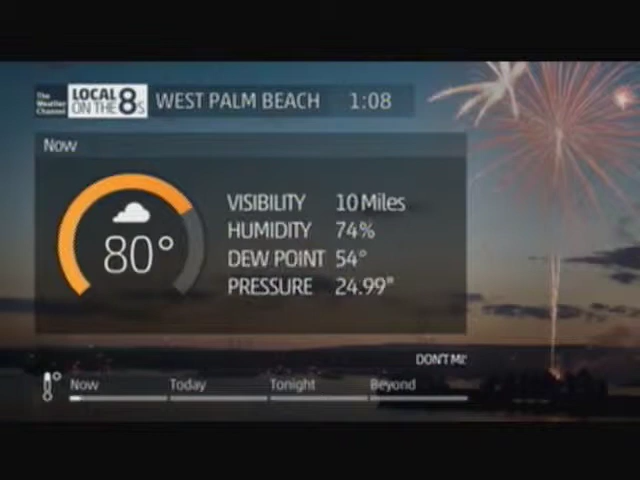 The
Weather
Channel
LOCAL
ON THE 8s
WEST PALM BEACH 1:08
Now
80°
VISIBILITY 10 Miles
HUMIDITY 74%
DEW POINT 54°
PRESSURE 24.99"
DON'T MI
Now Today Tonight Beyond